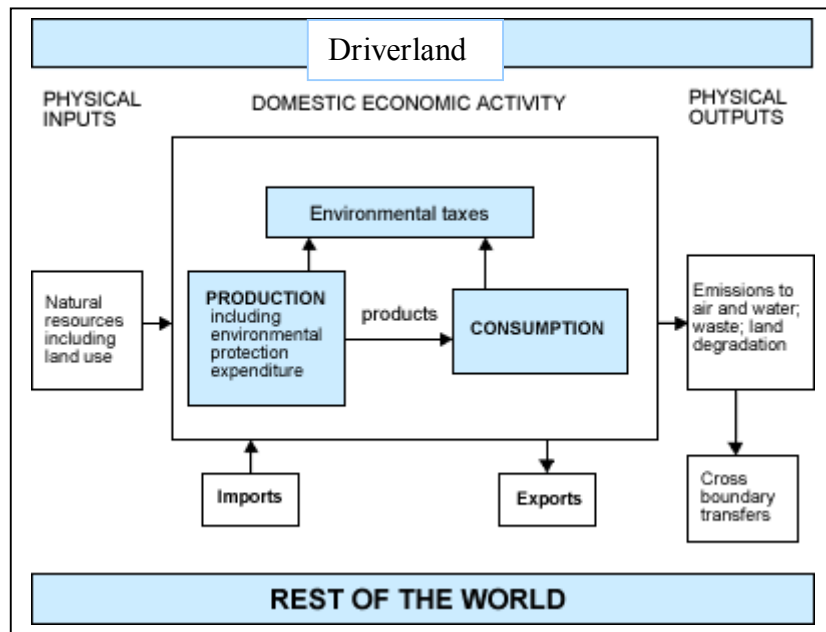 Driverland
PHYSICAL
INPUTS
DOMESTIC ECONOMIC ACTIVITY
PHYSICAL
OUTPUTS
Environmental taxes
Natural
resources
including
land use
PRODUCTION
including
environmental
protection
expenditure
products
CONSUMPTION
Emissions to
air and water;
waste; land
degradation
Imports
Exports
Cross
boundary
transfers
REST OF THE WORLD